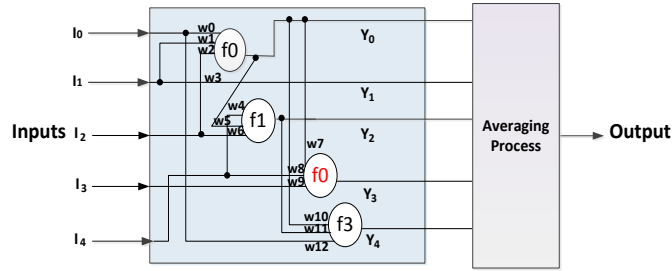 I0
w0
w1
w2
f0
Y0
I1
w3
Y1
w4
w5
w6
f1
Inputs
I2
Y2
Averaging
Process
Output
w7
w8
w9
f0
I3
Y3
w10
w11
w12
f3
I4
Y4